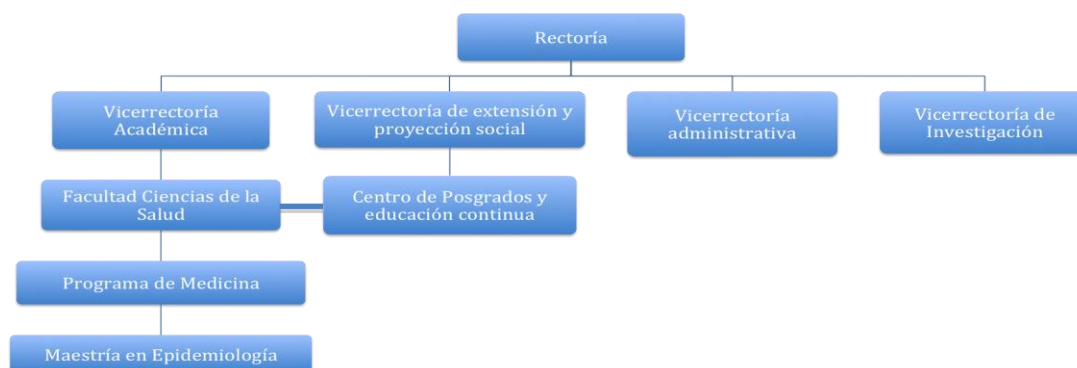 Rectoría
Vicerrectoría
Académica
Vicerrectoría de extensión y
proyección social
Vicerrectoría
administrativa
Vicerrectoría de
Investigación
Facultad Ciencias de la
Salud
Centro de Posgrados y
educación continua
Programa de Medicina
Maestría en Epidemiología